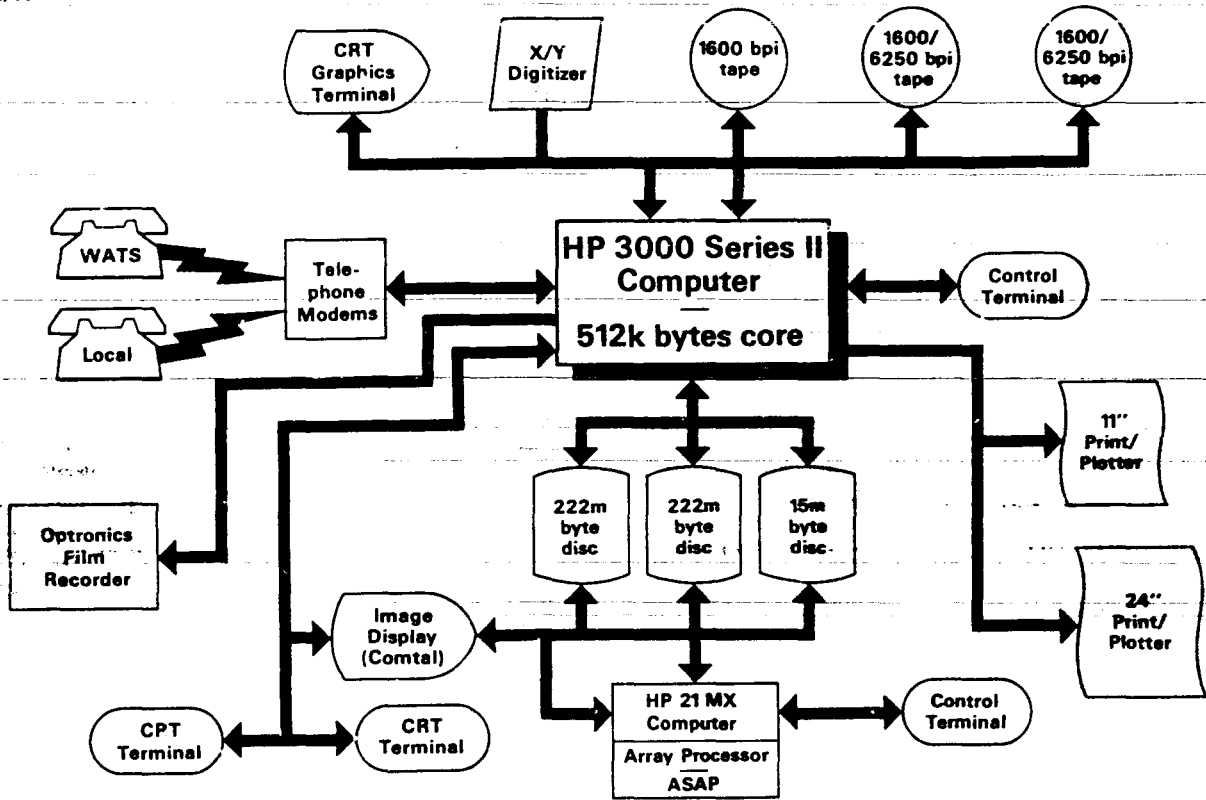 CRT
Graphics
Terminal
X/Y
Digitizer
1600 bpi
tape
1600/
6250 bpi
tape
1600/
6250 bpi
tape
WATS
Local
Tele-
phone
Modems
HP 3000 Series II
Computer
—
512k bytes core
Control
Terminal
11"
Print/
Plotter
24"
Print/
Plotter
222m
byte
disc
222m
byte
disc
15m
byte
disc
Optronics
Film
Recorder
Image
Display
(Comtal)
CPT
Terminal
CRT
Terminal
HP 21 MX
Computer
Array Processor
—
ASAP
Control
Terminal